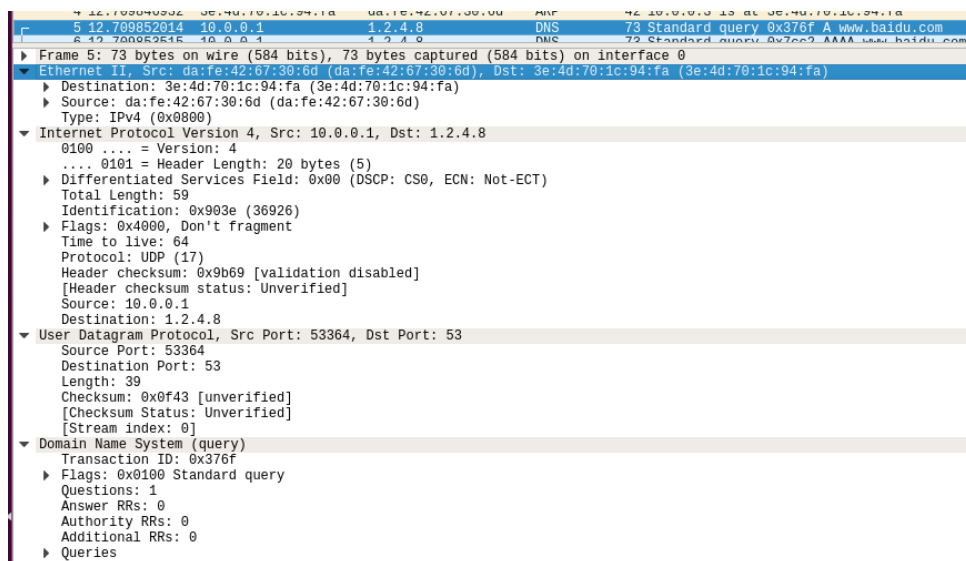 5 12.709852014 10.0.0.1 1.2.4.8 DNS 73 Standard query 0x376f A www.baidu.com
Frame 5: 73 bytes on wire (584 bits), 73 bytes captured (584 bits) on interface 0
Ethernet II, Src: da:fe:42:67:30:6d (da:fe:42:67:30:6d), Dst: 3e:4d:70:1c:94:fa (3e:4d:70:1c:94:fa)
Destination: 3e:4d:70:1c:94:fa (3e:4d:70:1c:94:fa)
Source: da:fe:42:67:30:6d (da:fe:42:67:30:6d)
Type: IPv4 (0x0800)
Internet Protocol Version 4, Src: 10.0.0.1, Dst: 1.2.4.8
0100 .... = Version: 4
.... 0101 = Header Length: 20 bytes (5)
Differentiated Services Field: 0x00 (DSCP: CS0, ECN: Not-ECT)
Total Length: 59
Identification: 0x903e (36926)
Flags: 0x4000, Don't fragment
Time to live: 64
Protocol: UDP (17)
Header checksum: 0x9b69 [validation disabled]
[Header checksum status: Unverified]
Source: 10.0.0.1
Destination: 1.2.4.8
User Datagram Protocol, Src Port: 53364, Dst Port: 53
Source Port: 53364
Destination Port: 53
Length: 39
Checksum: 0x0f43 [unverified]
[Checksum Status: Unverified]
[Stream index: 0]
Domain Name System (query)
Transaction ID: 0x376f
Flags: 0x0100 Standard query
Questions: 1
Answer RRs: 0
Authority RRs: 0
Additional RRs: 0
Queries